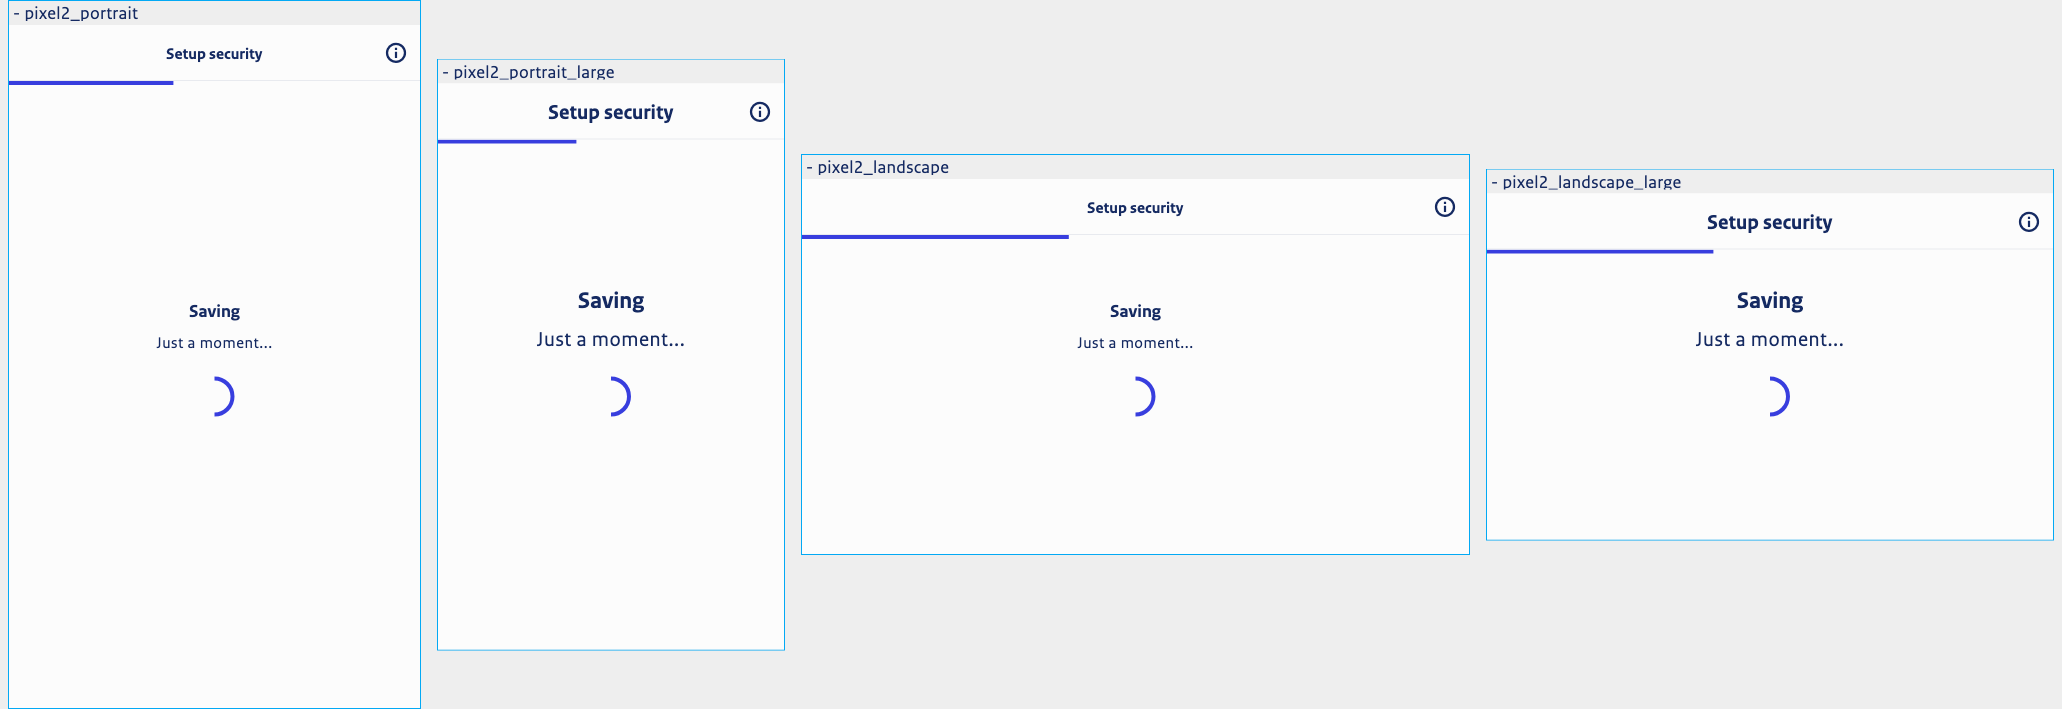 - pixel2_portrait
Setup security
Saving
Just a moment...
- pixel2_portrait_large
Setup security
Saving
Just a moment...
- pixel2_landscape
Setup security
Saving
Just a moment...
- pixel2_landscape_large
Setup security
Saving
Just a moment...